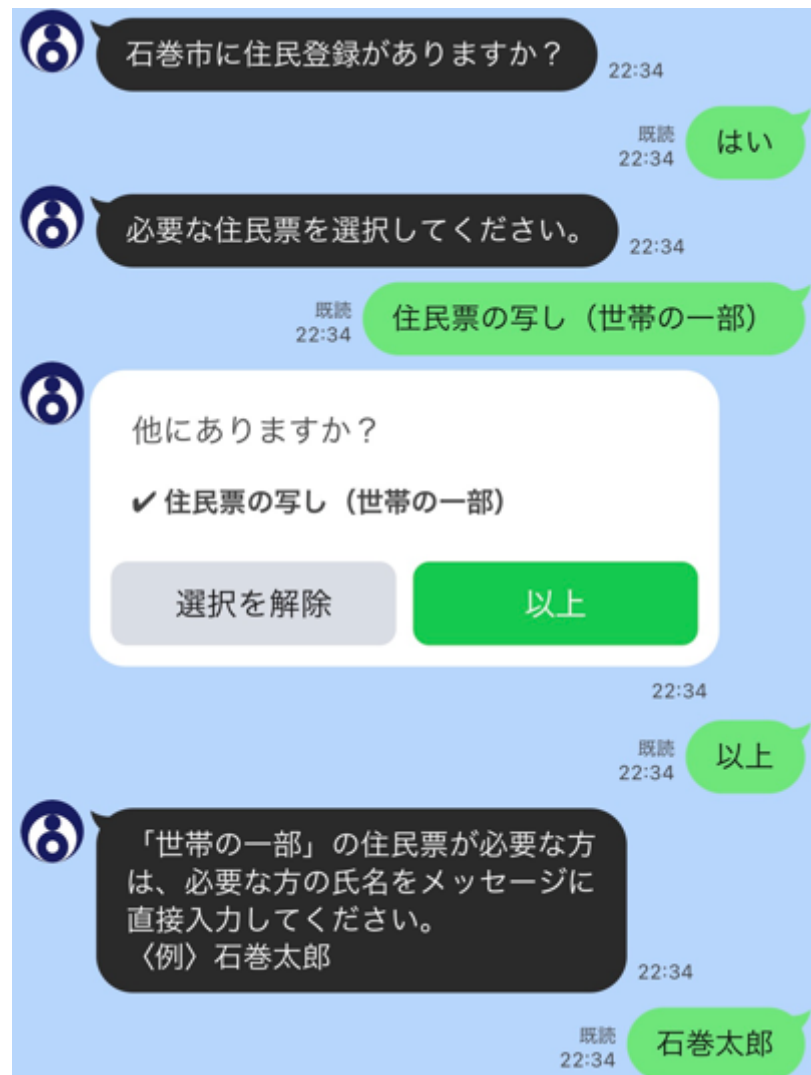 石巻市に住民登録がありますか？
22:34
既読
22:34
はい
必要な住民票を選択してください。
22:34
既読
22:34
住民票の写し（世帯の一部）
他にありますか？
✔ 住民票の写し（世帯の一部）
選択を解除
以上
22:34
既読
22:34
以上
「世帯の一部」の住民票が必要な方
は、必要な方の氏名をメッセージに
直接入力してください。
〈例〉石巻太郎
22:34
既読
22:34
石巻太郎